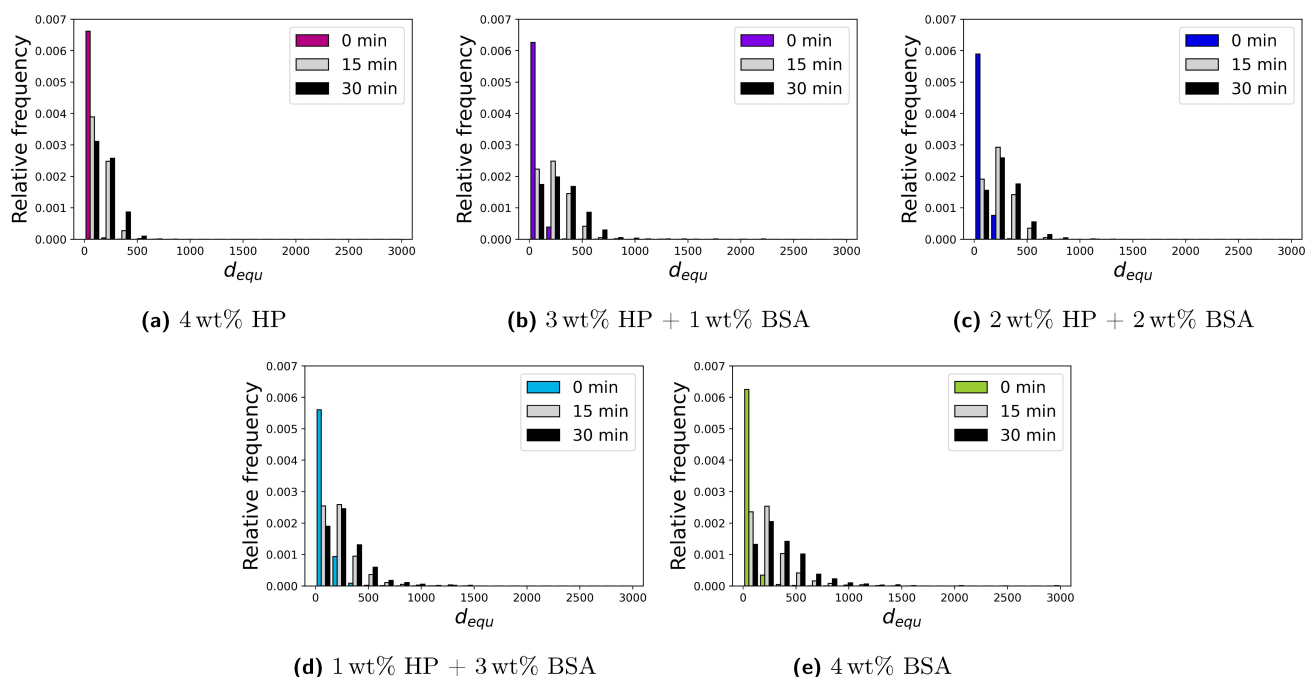 0.007
0.006
0.005
0.004
0.003
0.002
0.001
0.000
Relative frequency
0 min
15 min
30 min
0 500 1000 1500 2000 2500 3000
d_equ
(a) 4 wt% HP
0.007
0.006
0.005
0.004
0.003
0.002
0.001
0.000
Relative frequency
0 min
15 min
30 min
0 500 1000 1500 2000 2500 3000
d_equ
(b) 3 wt% HP + 1 wt% BSA
0.007
0.006
0.005
0.004
0.003
0.002
0.001
0.000
Relative frequency
0 min
15 min
30 min
0 500 1000 1500 2000 2500 3000
d_equ
(c) 2 wt% HP + 2 wt% BSA
0.007
0.006
0.005
0.004
0.003
0.002
0.001
0.000
Relative frequency
0 min
15 min
30 min
0 500 1000 1500 2000 2500 3000
d_equ
(d) 1 wt% HP + 3 wt% BSA
0.007
0.006
0.005
0.004
0.003
0.002
0.001
0.000
Relative frequency
0 min
15 min
30 min
0 500 1000 1500 2000 2500 3000
d_equ
(e) 4 wt% BSA